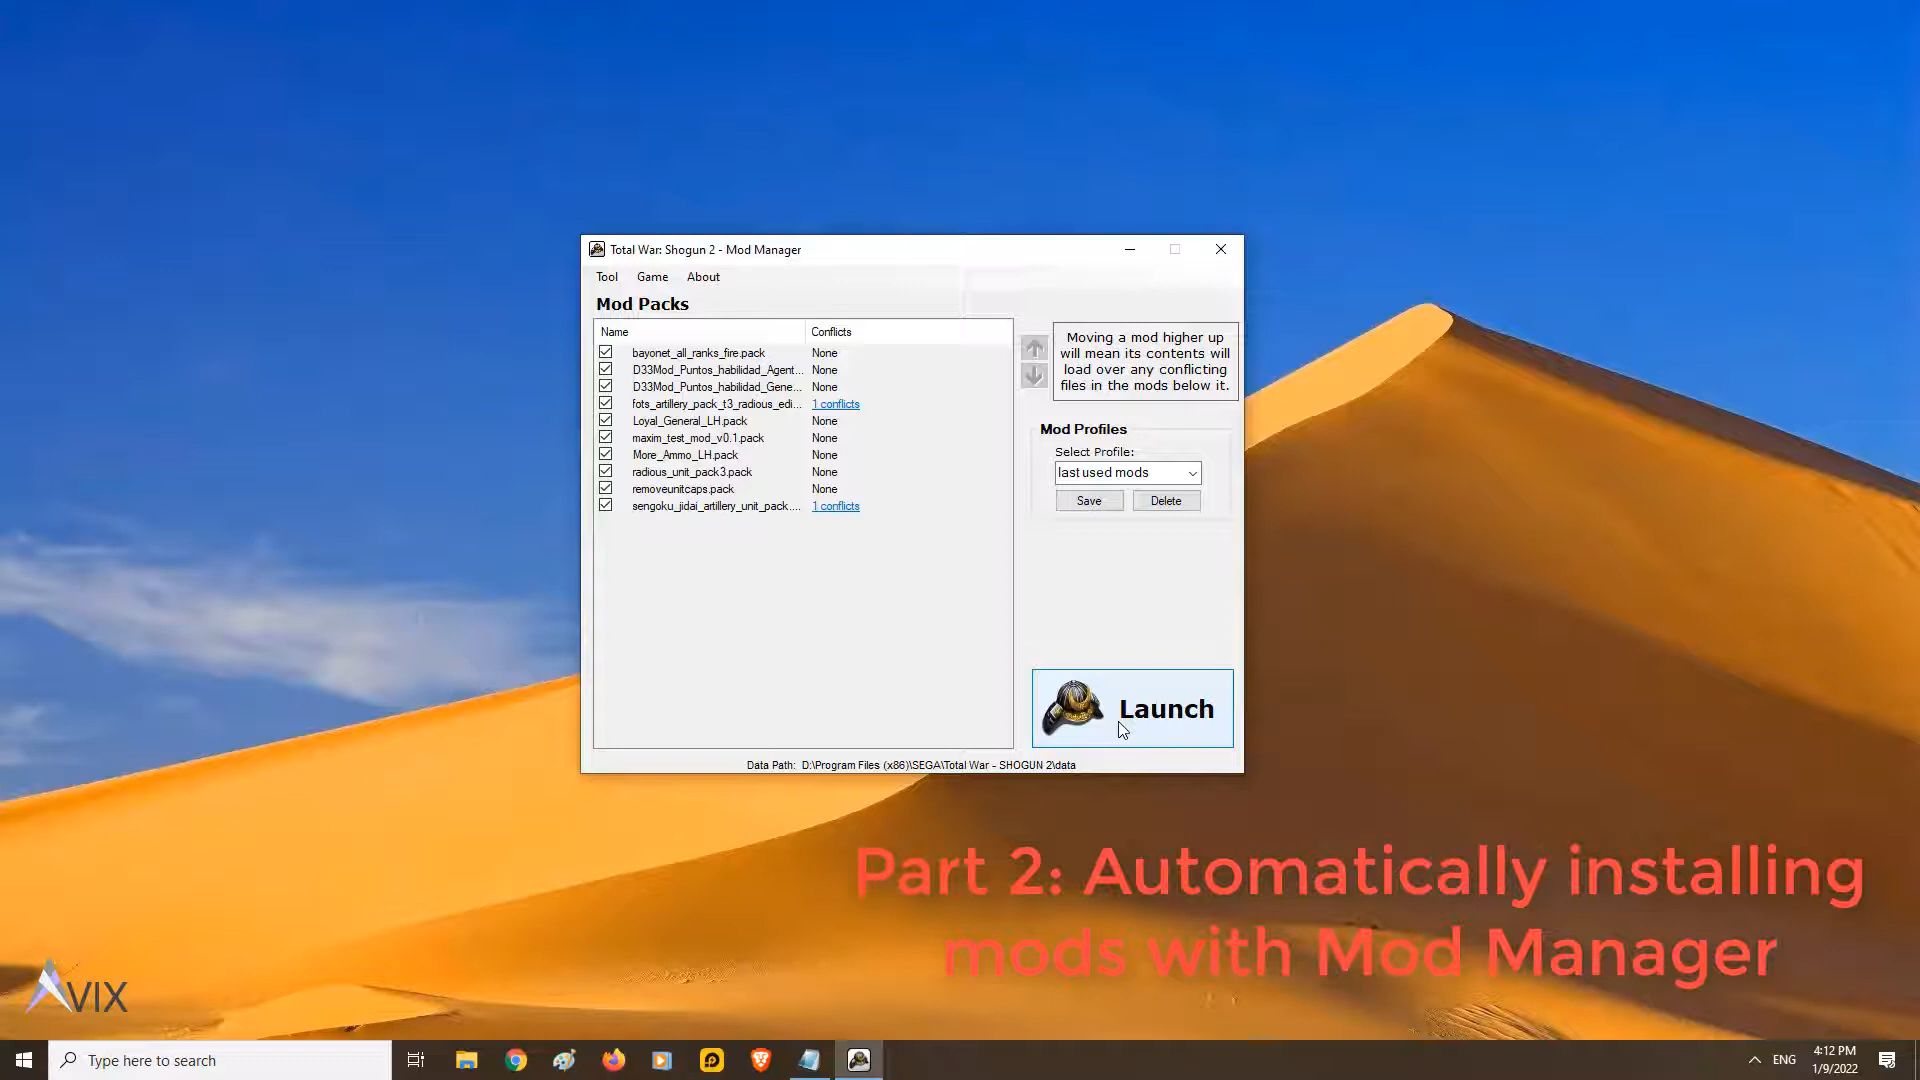 Total War: Shogun 2 - Mod Manager
Tool Game About
Mod Packs
Name Conflicts
bayonet_all_ranks_fire.pack None
D33Mod_Puntos_habilidad_Agent... None
D33Mod_Puntos_habilidad_Gene... None
fots_artillery_pack_t3_radious_edi... 1 conflicts
Loyal_General_LH.pack None
maxim_test_mod_v0.1.pack None
More_Ammo_LH.pack None
radious_unit_pack3.pack None
removeunitcaps.pack None
sengoku_jidai_artillery_unit_pack.... 1 conflicts
Moving a mod higher up
will mean its contents will
load over any conflicting
files in the mods below it.
Mod Profiles
Select Profile:
last used mods
Save Delete
Launch
Data Path: D:\Program Files (x86)\SEGA\Total War - SHOGUN 2\data
Part 2: Automatically installing
mods with Mod Manager
AVIX
Type here to search
ENG
4:12 PM
1/9/2022